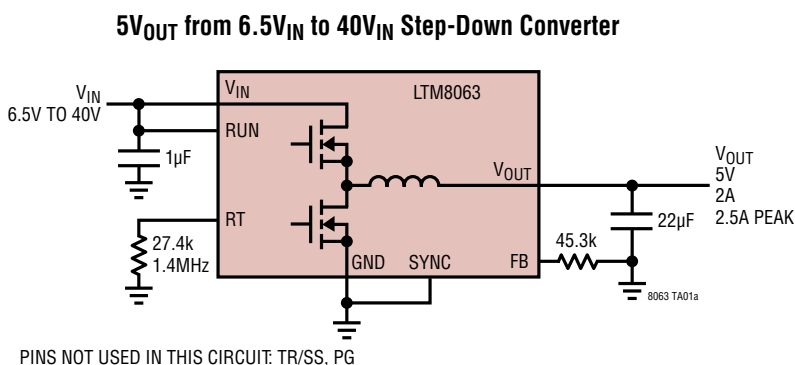 5VOUT from 6.5VIN to 40VIN Step-Down Converter
VIN
6.5V TO 40V
VIN
LTM8063
RUN
1µF
VOUT
VOUT
5V
2A
2.5A PEAK
22µF
RT
27.4k
1.4MHz
45.3k
GND
SYNC
FB
8063 TA01a
PINS NOT USED IN THIS CIRCUIT: TR/SS, PG